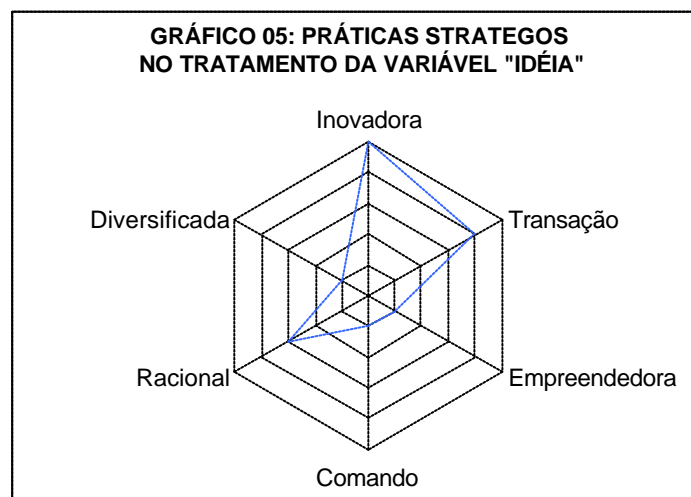 GRÁFICO 05: PRÁTICAS STRATEGOS
NO TRATAMENTO DA VARIÁVEL "IDÉIA"
Inovadora
Diversificada
Transação
Racional
Empreendedora
Comando